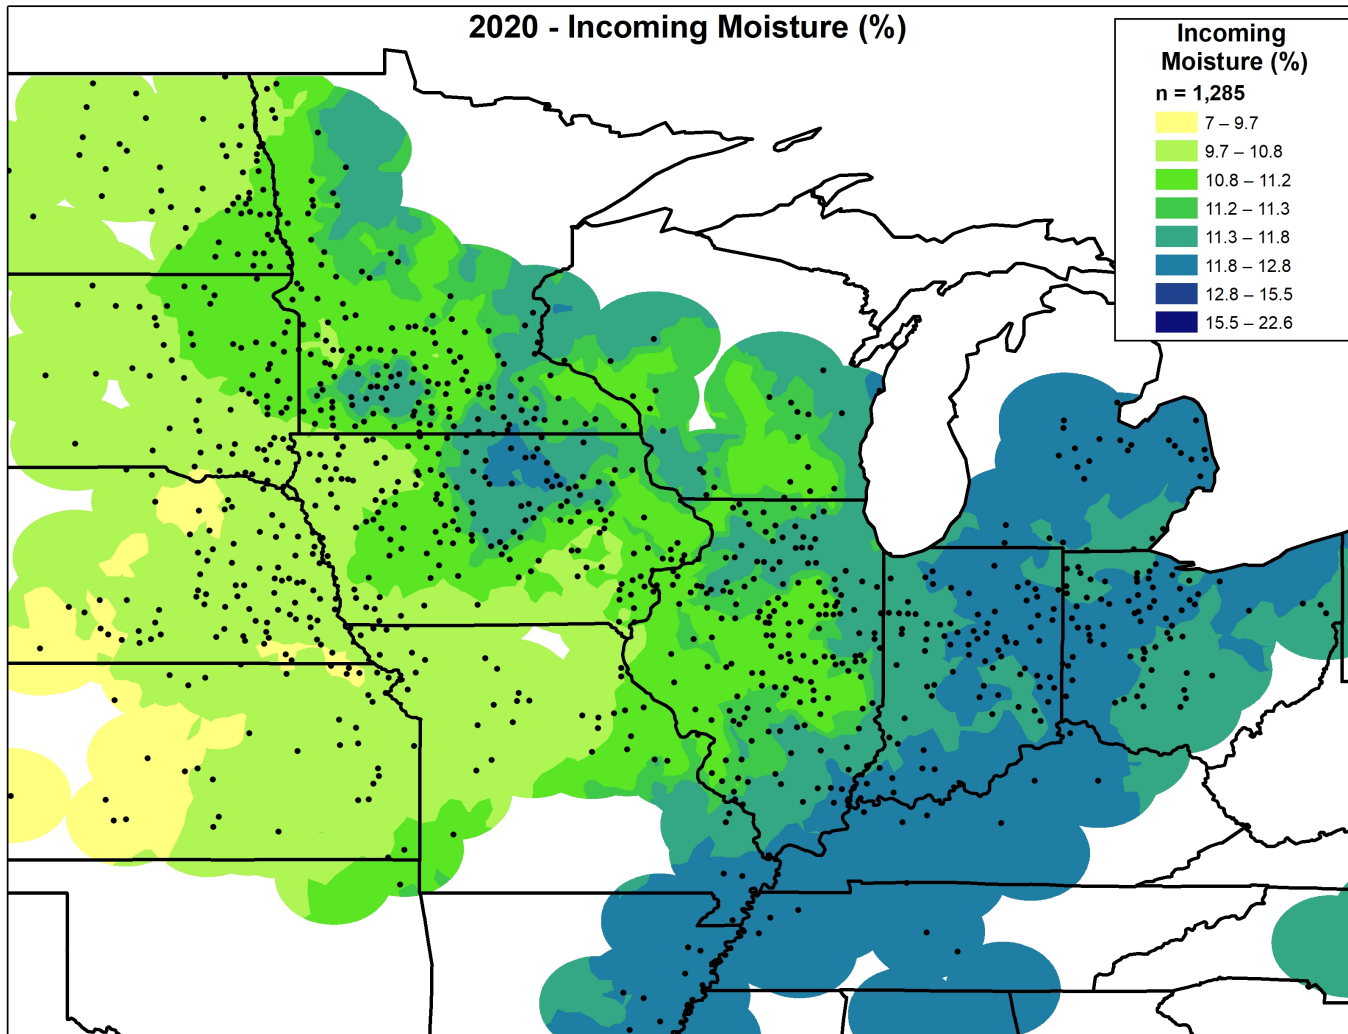 2020 - Incoming Moisture (%)
Incoming
Moisture (%)
n = 1,285
7 – 9.7
9.7 – 10.8
10.8 – 11.2
11.2 – 11.3
11.3 – 11.8
11.8 – 12.8
12.8 – 15.5
15.5 – 22.6